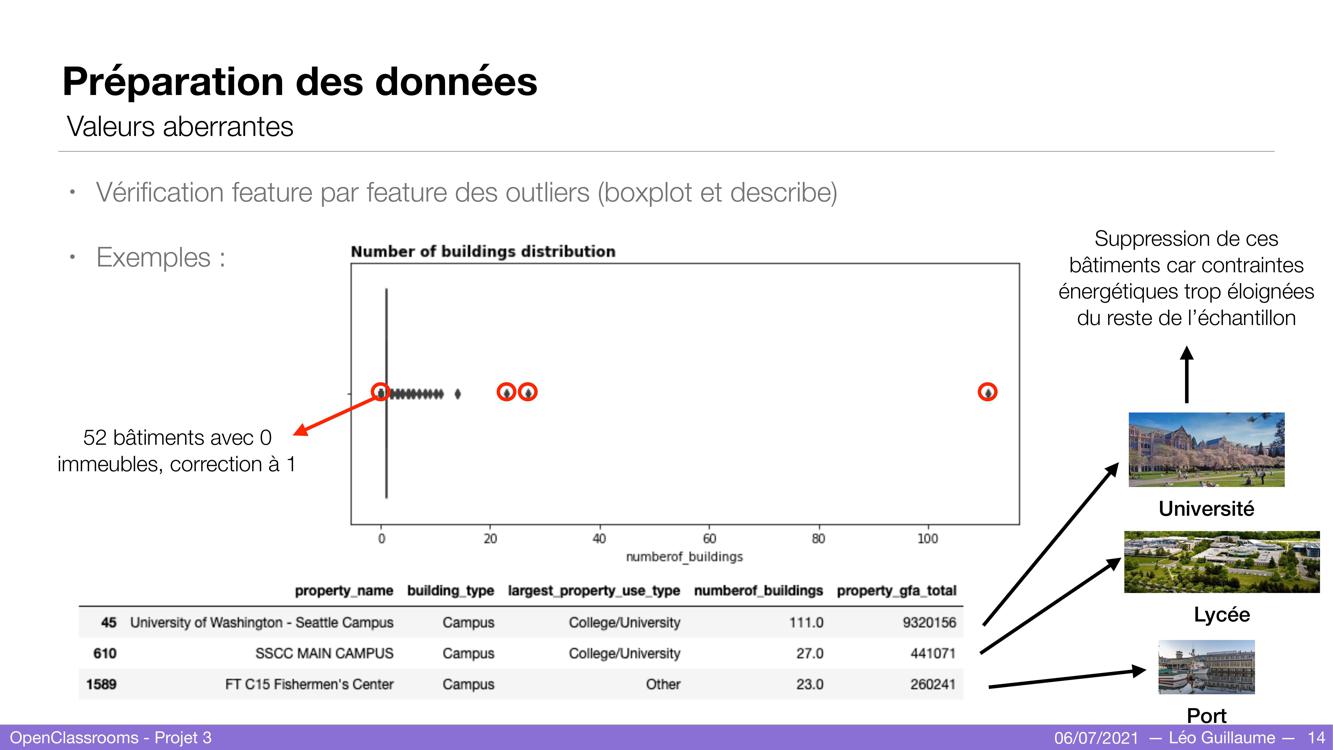 Préparation des données
Valeurs aberrantes
• Vérification feature par feature des outliers (boxplot et describe)
• Exemples :
Number of buildings distribution
0 20 40 60 80 100
numberof_buildings
52 bâtiments avec 0
immeubles, correction à 1
Suppression de ces
bâtiments car contraintes
énergétiques trop éloignées
du reste de l’échantillon
Université
Lycée
Port
property_name building_type largest_property_use_type numberof_buildings property_gfa_total
45 University of Washington - Seattle Campus Campus College/University 111.0 9320156
610 SSCC MAIN CAMPUS Campus College/University 27.0 441071
1589 FT C15 Fishermen's Center Campus Other 23.0 260241
OpenClassrooms - Projet 3
06/07/2021 — Léo Guillaume — 14